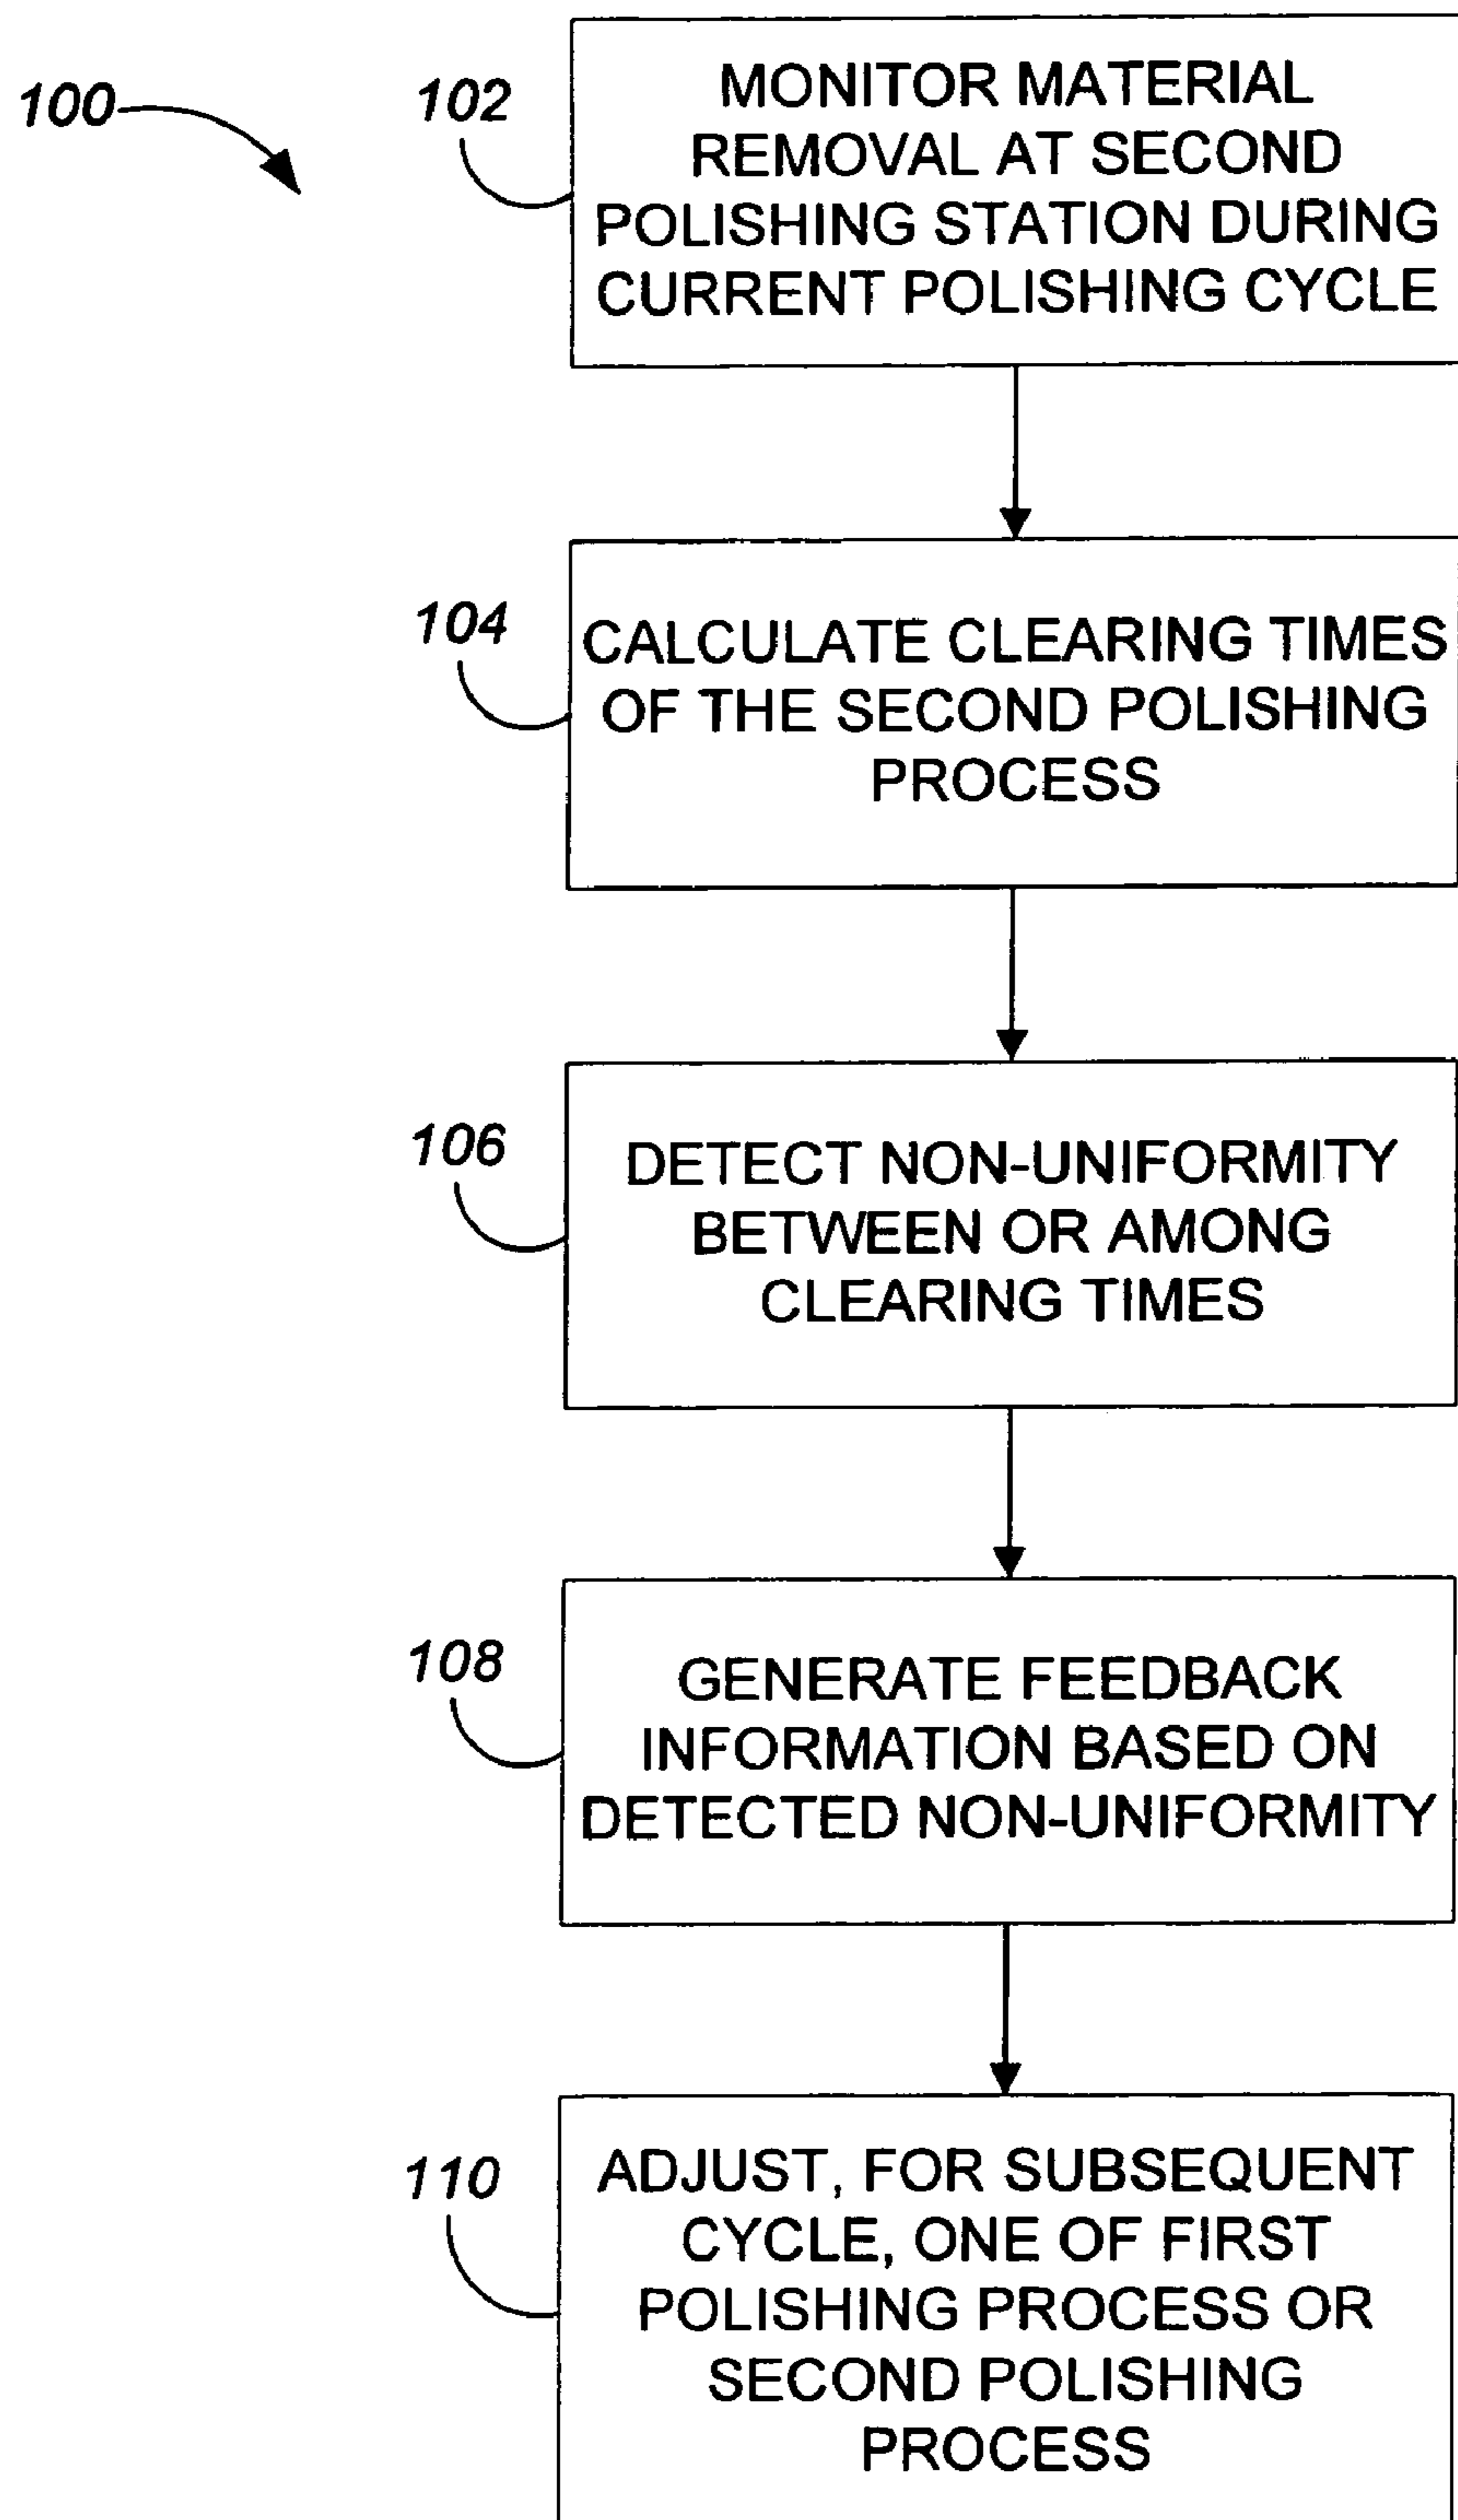 100
102
MONITOR MATERIAL
REMOVAL AT SECOND
POLISHING STATION DURING
CURRENT POLISHING CYCLE
104
CALCULATE CLEARING TIMES
OF THE SECOND POLISHING
PROCESS
106
DETECT NON-UNIFORMITY
BETWEEN OR AMONG
CLEARING TIMES
108
GENERATE FEEDBACK
INFORMATION BASED ON
DETECTED NON-UNIFORMITY
110
ADJUST, FOR SUBSEQUENT
CYCLE, ONE OF FIRST
POLISHING PROCESS OR
SECOND POLISHING
PROCESS